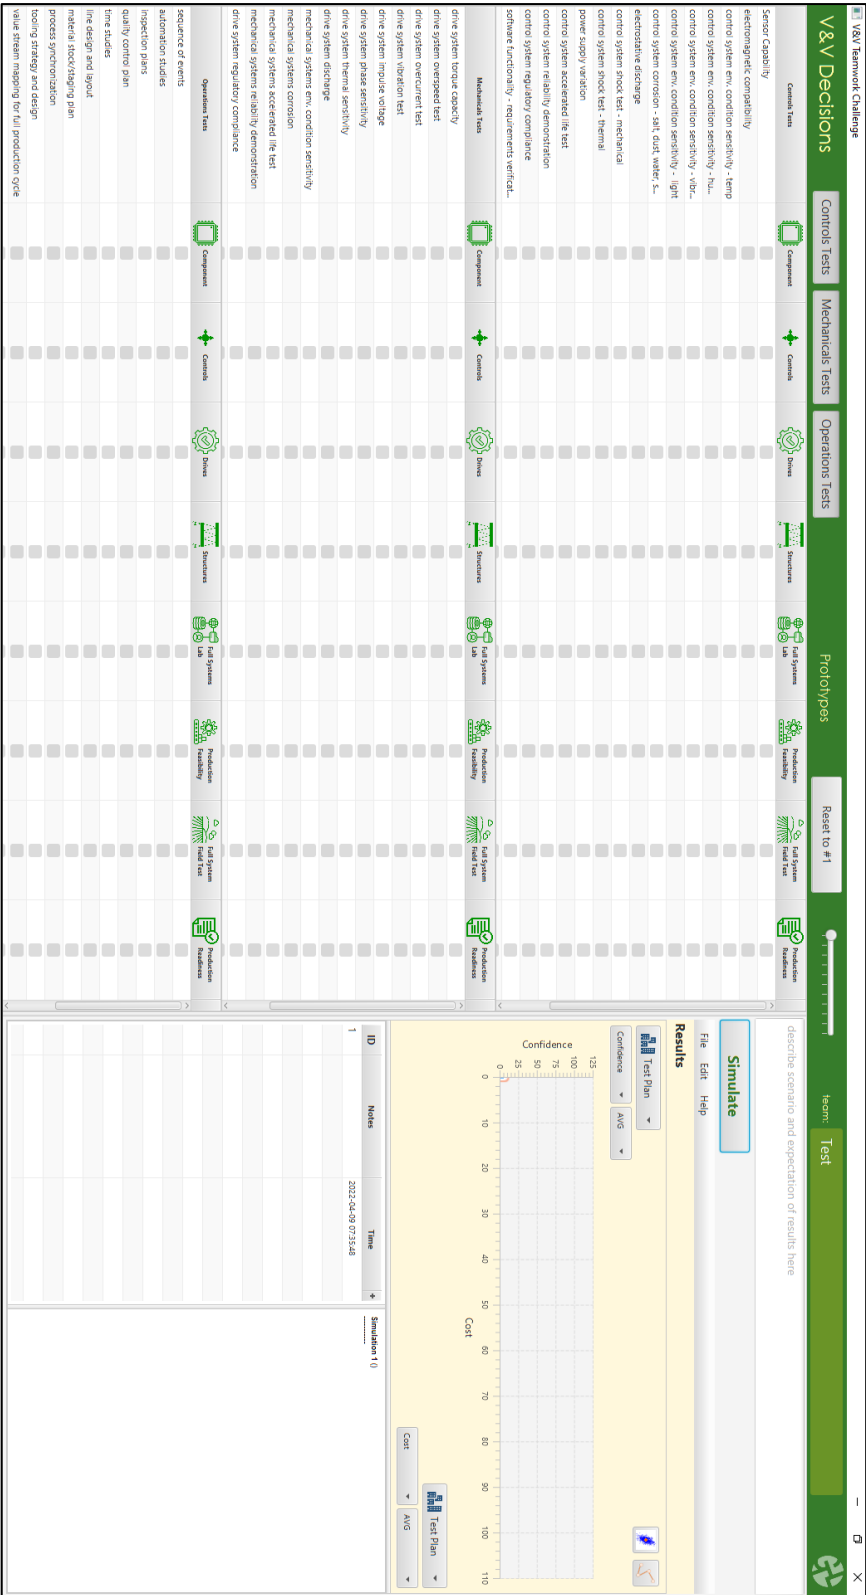 V&V Teamwork Challenge
V&V Decisions
Controls Tests
Mechanicals Tests
Operations Tests
Prototypes
Reset to #1
team:
Test
Controls Tests
Component
Controls
Drives
Structures
Full Systems
Lab
Production
Feasibility
Full System
Field Test
Production
Readiness
Sensor Capability
electromagnetic compatibility
control system env. condition sensitivity - temp
control system env. condition sensitivity - hu...
control system env. condition sensitivity - vibr...
control system env. condition sensitivity - light
control system corrosion - salt, dust, water, s...
electrostative discharge
control system shock test - mechanical
control system shock test - thermal
power supply variation
control system accelerated life test
control system reliability demonstration
control system regulatory compliance
software functionality - requirements verificat...
Mechanicals Tests
Component
Controls
Drives
Structures
Full Systems
Lab
Production
Feasibility
Full System
Field Test
Production
Readiness
drive system torque capacity
drive system overspeed test
drive system overcurrent test
drive system vibration test
drive system impulse voltage
drive system phase sensitivity
drive system thermal sensitivity
drive system discharge
mechanical systems env. condition sensitivity
mechanical systems corrosion
mechanical systems accelerated life test
mechanical systems reliability demonstration
drive system regulatory compliance
Operations Tests
Component
Controls
Drives
Structures
Full Systems
Lab
Production
Feasibility
Full System
Field Test
Production
Readiness
sequence of events
automation studies
inspection plans
quality control plan
time studies
line design and layout
material stock/staging plan
process synchronization
tooling strategy and design
value stream mapping for full production cycle
describe scenario and expectation of results here
Simulate
File Edit Help
Results
Test Plan
Confidence
AVG
Confidence
125
100
75
50
25
0
0 10 20 30 40 50 60 70 80 90 100 110
Cost
Test Plan
Cost
AVG
ID Notes Time +
1 2022-04-09 07:35:48
Simulation 1 ()
----------